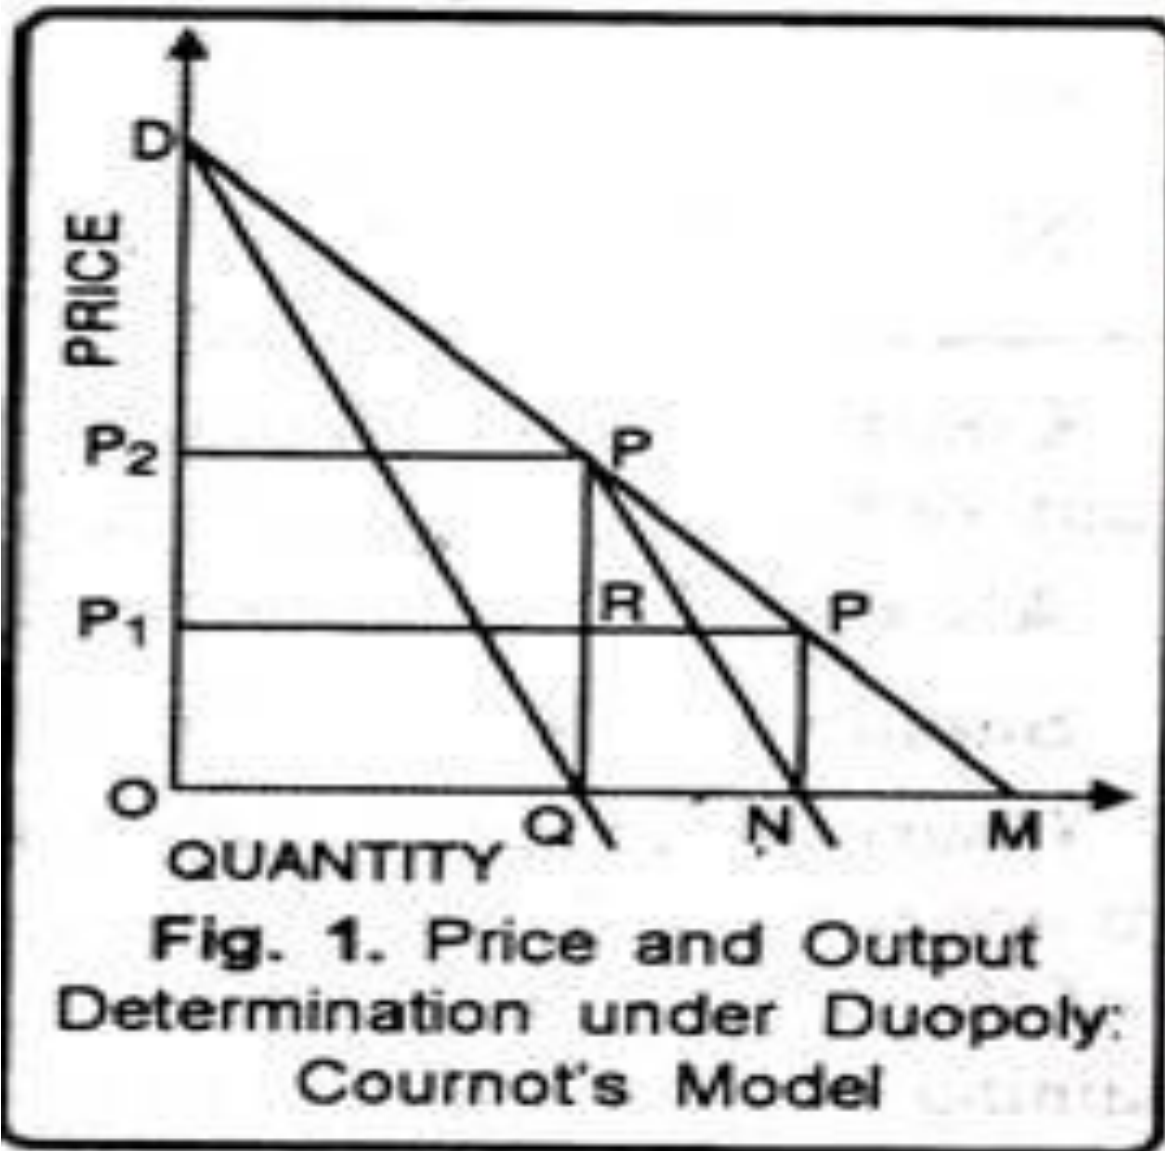 D
PRICE
P2
P
P1
R
P
O
Q
N
M
QUANTITY
Fig. 1. Price and Output
Determination under Duopoly:
Cournot's Model